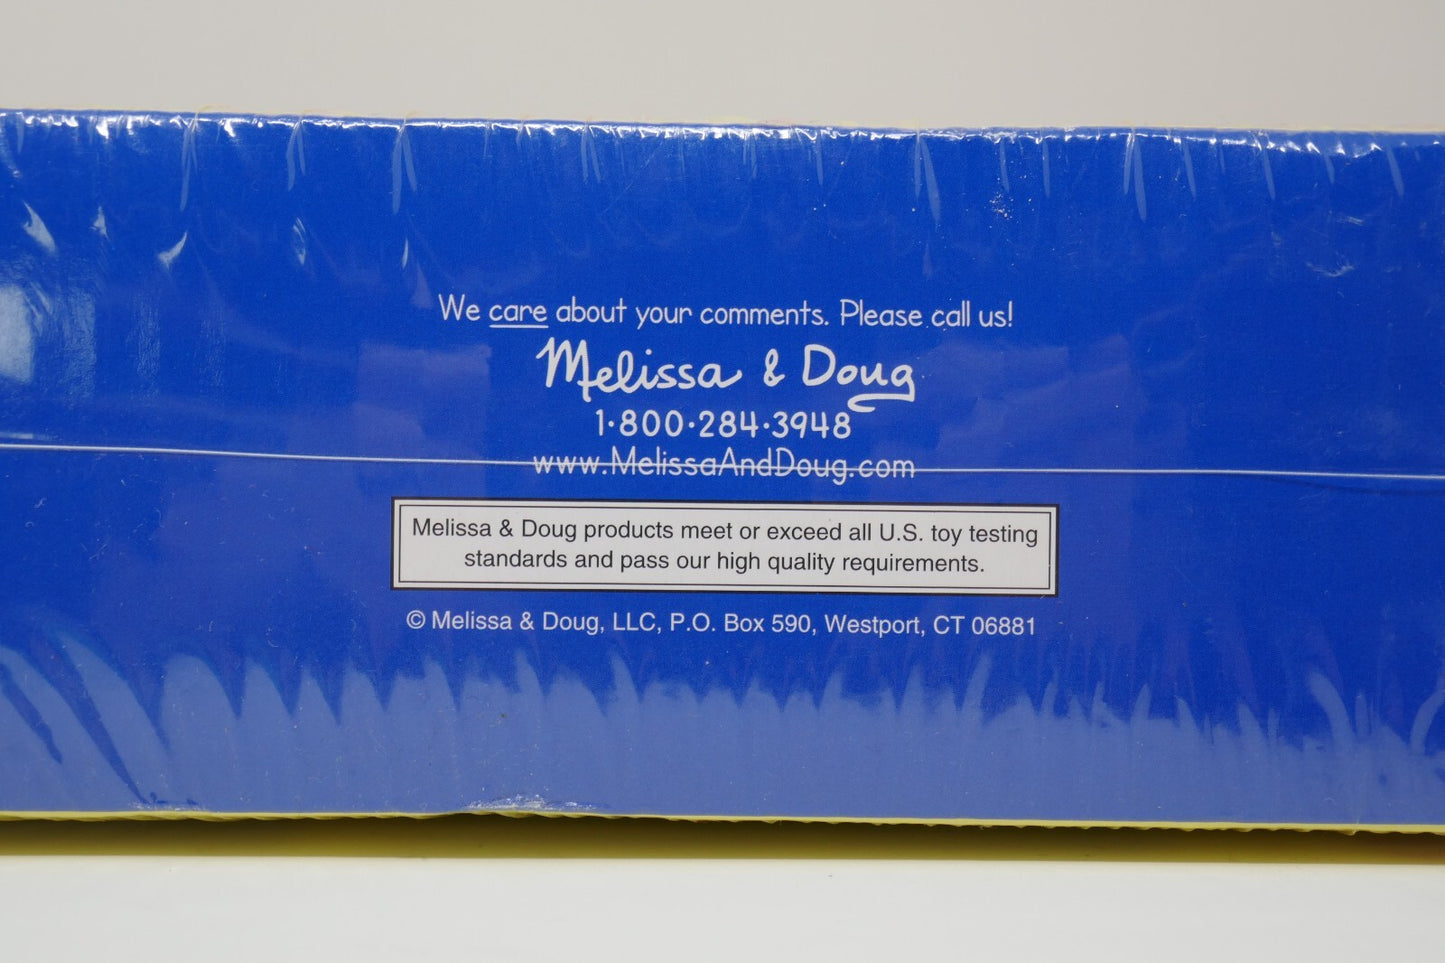 We care about your comments. Please call us!
Melissa & Doug
1·800·284·3948
www.MelissaAndDoug.com
Melissa & Doug products meet or exceed all U.S. toy testing
standards and pass our high quality requirements.
© Melissa & Doug, LLC, P.O. Box 590, Westport, CT 06881